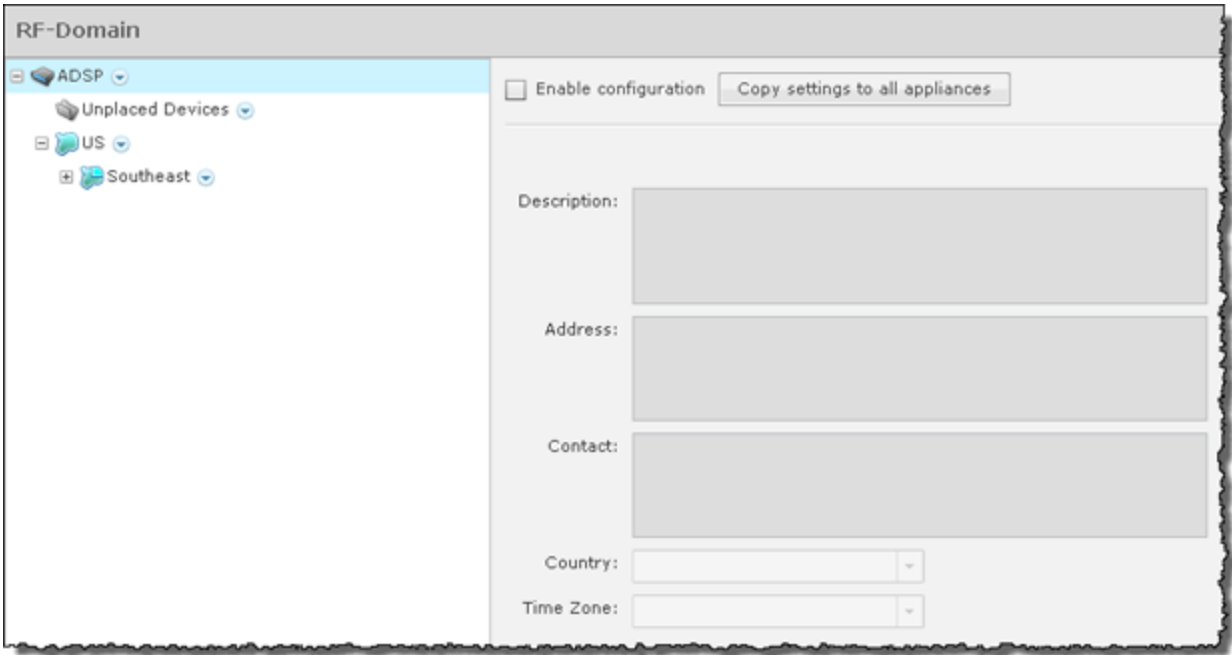 RF-Domain
ADSP
Unplaced Devices
US
Southeast
Enable configuration
Copy settings to all appliances
Description:
Address:
Contact:
Country:
Time Zone: